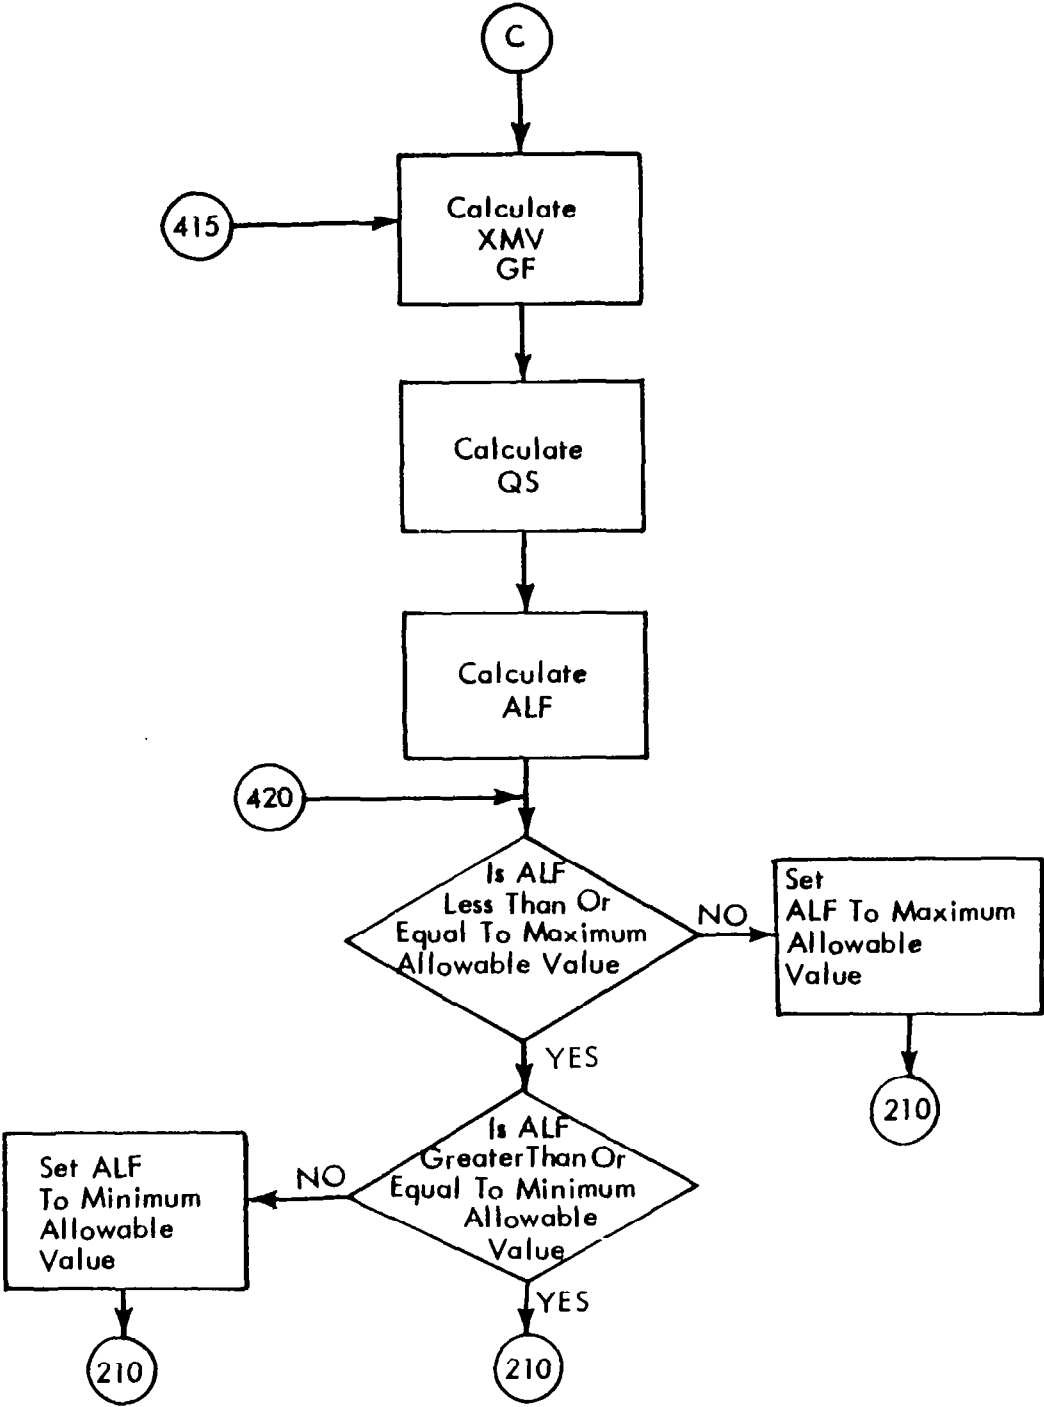 C
415
Calculate
XMV
GF
Calculate
QS
Calculate
ALF
420
Is ALF
Less Than Or
Equal To Maximum
Allowable Value
NO
Set
ALF To Maximum
Allowable
Value
210
YES
Is ALF
Greater Than Or
Equal To Minimum
Allowable
Value
NO
Set ALF
To Minimum
Allowable
Value
210
YES
210